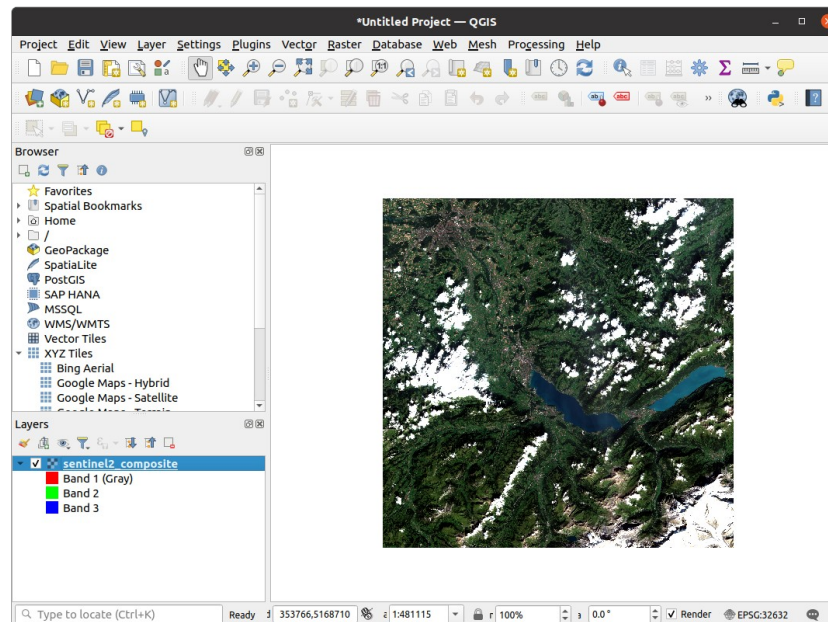 *Untitled Project — QGIS
Project Edit View Layer Settings Plugins Vector Raster Database Web Mesh Processing Help
Browser
Favorites
Spatial Bookmarks
Home
/
GeoPackage
SpatiaLite
PostGIS
SAP HANA
MSSQL
WMS/WMTS
Vector Tiles
XYZ Tiles
Bing Aerial
Google Maps - Hybrid
Google Maps - Satellite
Layers
sentinel2_composite
Band 1 (Gray)
Band 2
Band 3
Type to locate (Ctrl+K) Ready 353766,5168710 1:481115 100% 0.0 ° Render EPSG:32632